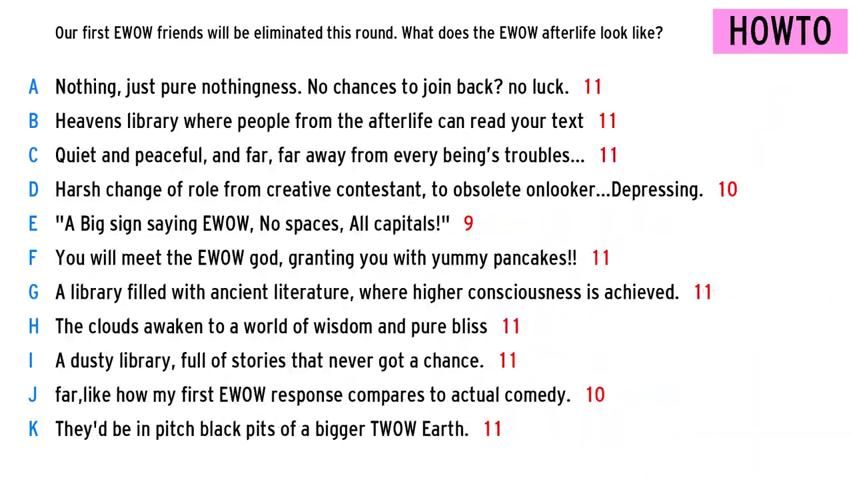 Our first EWOW friends will be eliminated this round. What does the EWOW afterlife look like?
HOWTO
A Nothing, just pure nothingness. No chances to join back? no luck. 11
B Heavens library where people from the afterlife can read your text 11
C Quiet and peaceful, and far, far away from every being's troubles... 11
D Harsh change of role from creative contestant, to obsolete onlooker...Depressing. 10
E "A Big sign saying EWOW, No spaces, All capitals!" 9
F You will meet the EWOW god, granting you with yummy pancakes!! 11
G A library filled with ancient literature, where higher consciousness is achieved. 11
H The clouds awaken to a world of wisdom and pure bliss 11
I A dusty library, full of stories that never got a chance. 11
J far,like how my first EWOW response compares to actual comedy. 10
K They'd be in pitch black pits of a bigger TWOW Earth. 11